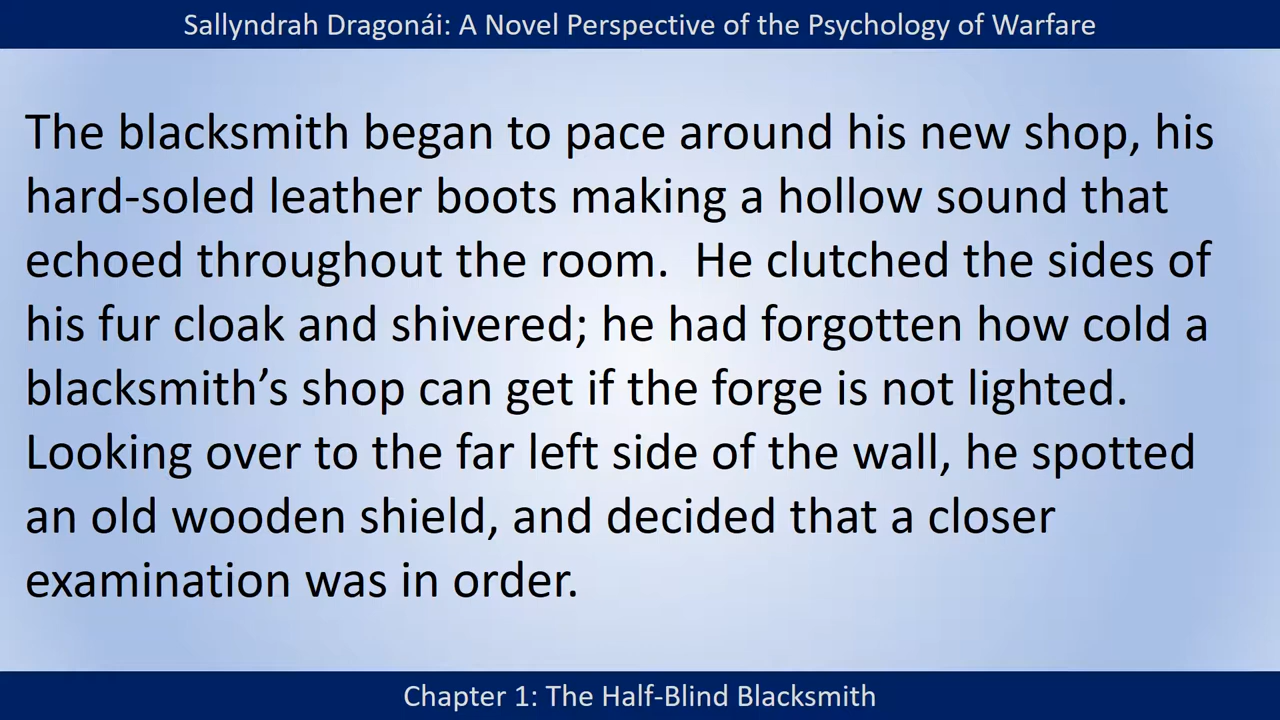 Sallyndrah Dragonái: A Novel Perspective of the Psychology of Warfare
The blacksmith began to pace around his new shop, his
hard-soled leather boots making a hollow sound that
echoed throughout the room.  He clutched the sides of
his fur cloak and shivered; he had forgotten how cold a
blacksmith’s shop can get if the forge is not lighted.
Looking over to the far left side of the wall, he spotted
an old wooden shield, and decided that a closer
examination was in order.
Chapter 1: The Half-Blind Blacksmith